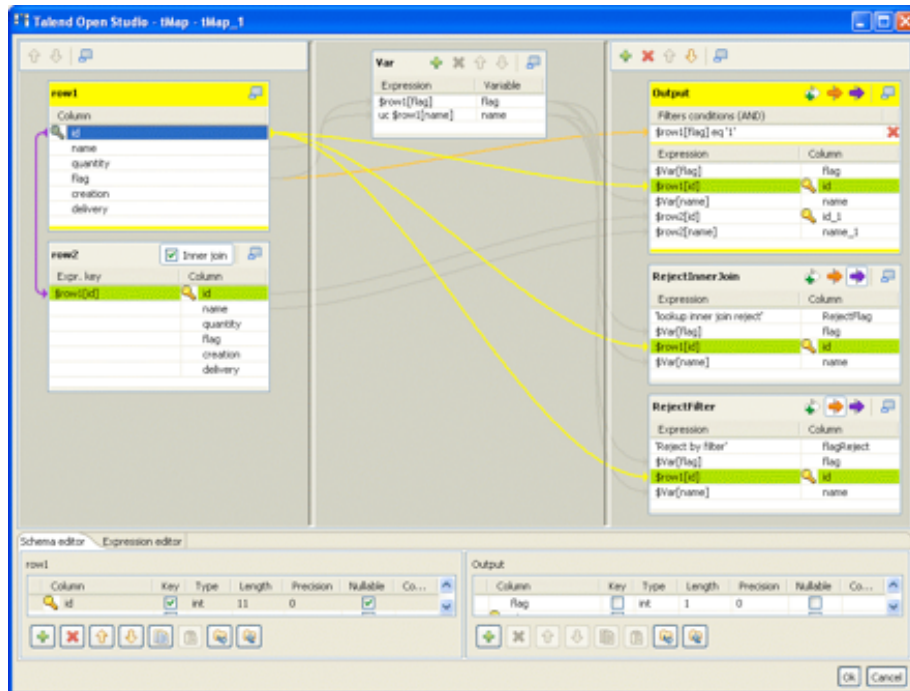 Talend Open Studio - tMap - tMap_1
row1
Column
id
name
quantity
flag
creation
delivery
row2
Inner join
Expr. key Column
$row1[id] id
name
quantity
flag
creation
delivery
Var
Expression Variable
$row1[flag] flag
uc $row1[name] name
Output
Filters conditions (AND)
$row1[flag] eq '1'
Expression Column
$Var[flag] flag
$row1[id] id
$Var[name] name
$row2[id] id_1
$row2[name] name_1
RejectInnerJoin
Expression Column
'lookup inner join reject' RejectFlag
$Var[flag] flag
$row1[id] id
$Var[name] name
RejectFilter
Expression Column
'Reject by filter' flagReject
$Var[flag] flag
$row1[id] id
$Var[name] name
Schema editor Expression editor
row1
Column Key Type Length Precision Nullable Co...
id int 11 0
Output
Column Key Type Length Precision Nullable Co...
flag int 1 0
Ok Cancel